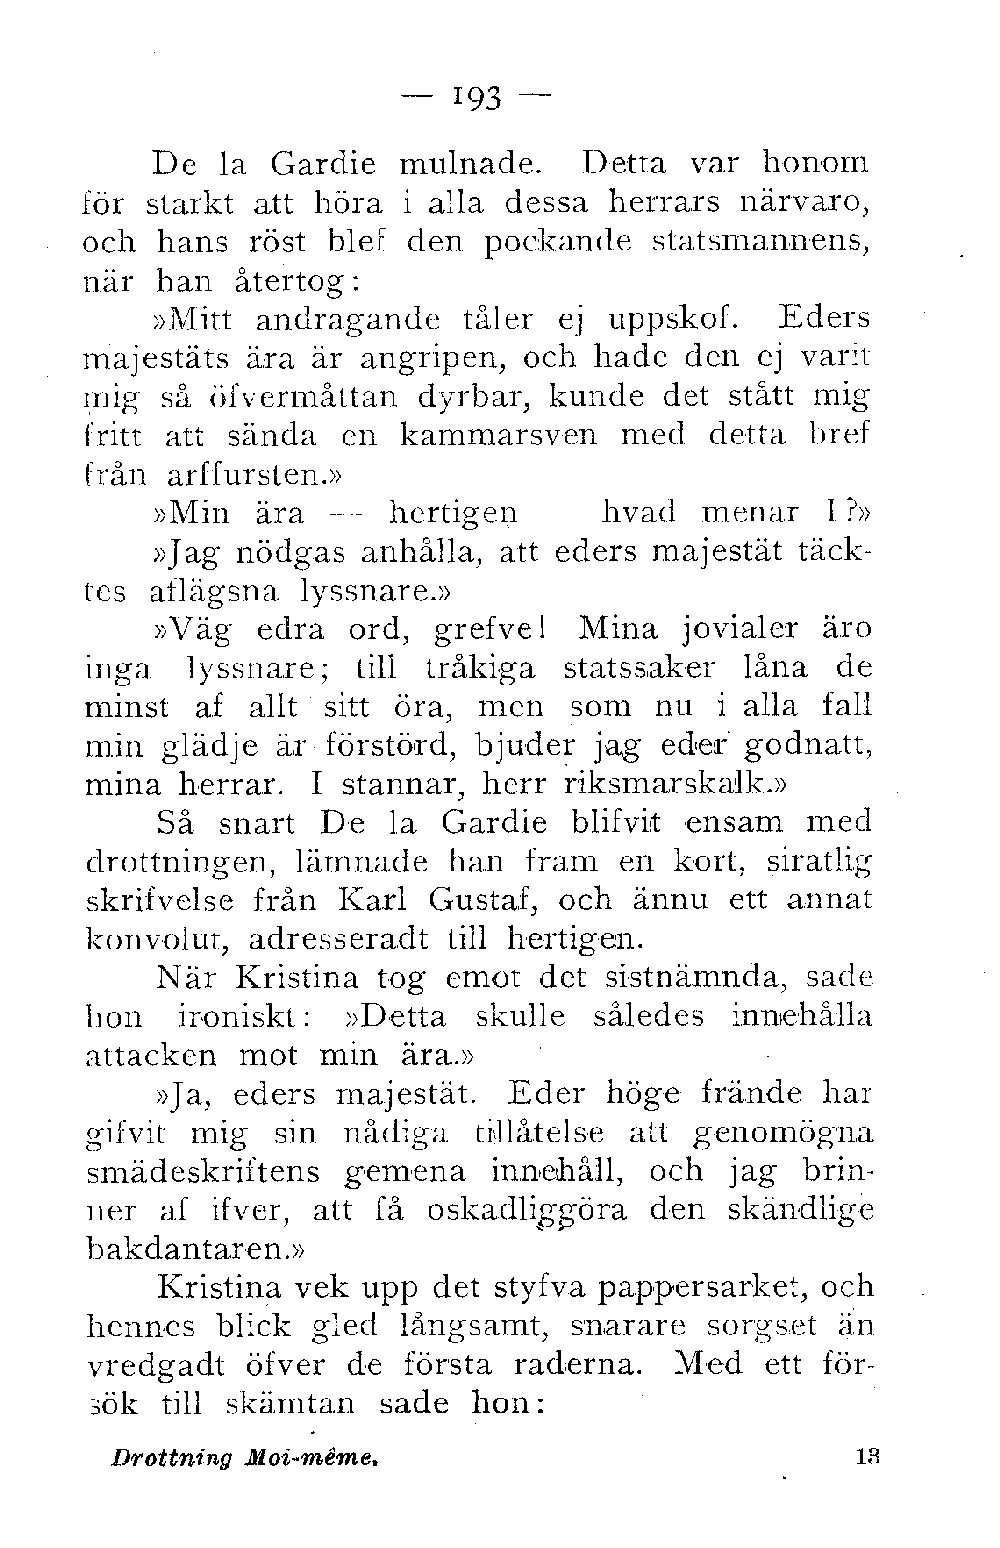 — 193 —
De la Gardie mulnade. Detta var honom
för starkt att höra i alla dessa herrars närvaro,
och hans röst blef den pockande statsmannens,
när han återtog:
»Mitt andragande tåler ej uppskof. Eders
majestäts ära är angripen, och hade den ej varit
mig så öfvermåttan dyrbar, kunde det stått mig
fritt att sända en kammarsven med detta bref
från arffursten.»
»Min ära — hertigen hvad menar I?»
»Jag nödgas anhålla, att eders majestät täck-
tes aflägsna lyssnare.»
»Väg edra ord, grefve! Mina jovialer äro
inga lyssnare; till tråkiga statssaker låna de
minst af allt sitt öra, men som nu i alla fall
min glädje är förstörd, bjuder jag eder godnatt,
mina herrar. I stannar, herr riksmarskalk.»
Så snart De la Gardie blifvit ensam med
drottningen, lämnade han fram en kort, siratlig
skrifvelse från Karl Gustaf, och ännu ett annat
konvolut, adresseradt till hertigen.
När Kristina tog emot det sistnämnda, sade
hon ironiskt: »Detta skulle således innehålla
attacken mot min ära.»
»Ja, eders majestät. Eder höge frände har
gifvit mig sin nådiga tillåtelse att genomögna
smädeskriftens gemena innehåll, och jag brin-
ner af ifver, att få oskadliggöra den skändlige
bakdantaren.»
Kristina vek upp det styfva pappersarket, och
hennes blick gled långsamt, snarare sorgset än
vredgadt öfver de första raderna. Med ett för-
sök till skämtan sade hon:
Drottning Moi-même. 13